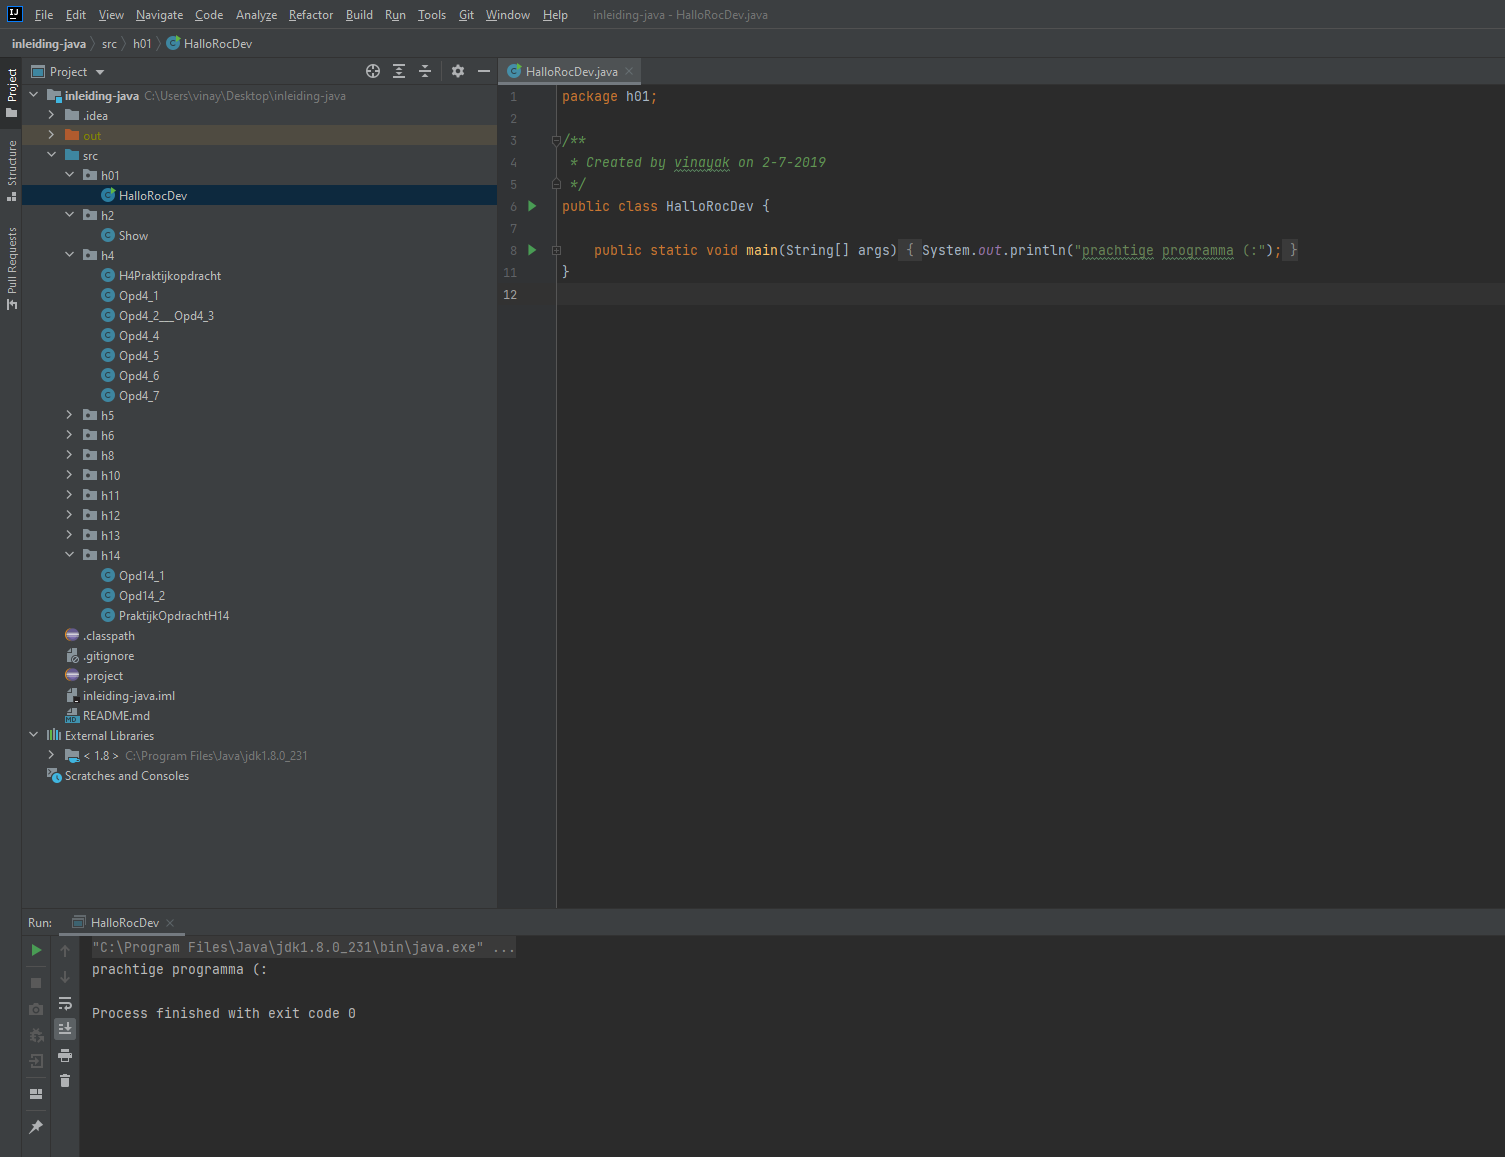 IJ File Edit View Navigate Code Analyze Refactor Build Run Tools Git Window Help inleiding-java - HalloRocDev.java
inleiding-java src h01 HalloRocDev
Project
Structure
Pull Requests
Project
inleiding-java C:\Users\vinay\Desktop\inleiding-java
.idea
out
src
h01
HalloRocDev
h2
Show
h4
H4Praktijkopdracht
Opd4_1
Opd4_2___Opd4_3
Opd4_4
Opd4_5
Opd4_6
Opd4_7
h5
h6
h8
h10
h11
h12
h13
h14
Opd14_1
Opd14_2
PraktijkOpdrachtH14
.classpath
.gitignore
.project
inleiding-java.iml
README.md
External Libraries
< 1.8 > C:\Program Files\Java\jdk1.8.0_231
Scratches and Consoles
HalloRocDev.java
1 package h01;
2
3 /**
4 * Created by vinayak on 2-7-2019
5 */
6 public class HalloRocDev {
7
8 public static void main(String[] args) { System.out.println("prachtige programma (:"); }
11 }
12
Run: HalloRocDev
"C:\Program Files\Java\jdk1.8.0_231\bin\java.exe" ...
prachtige programma (:
Process finished with exit code 0